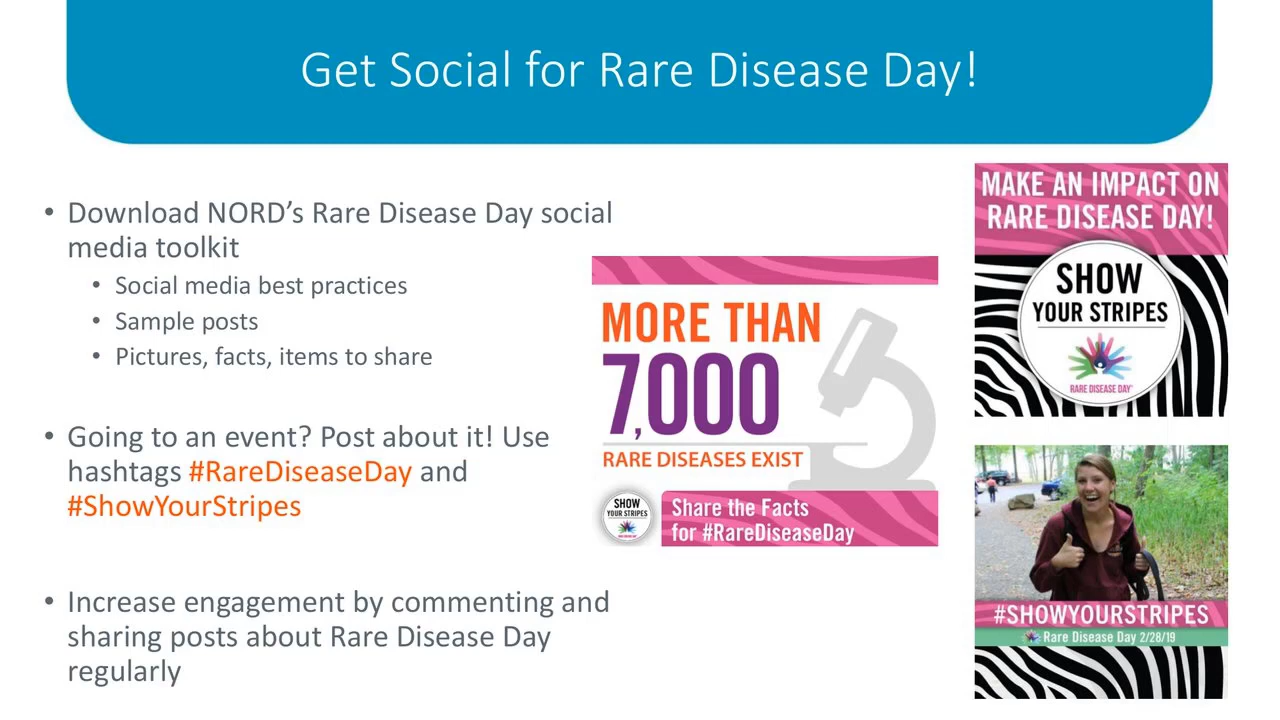 Get Social for Rare Disease Day!
• Download NORD’s Rare Disease Day social
media toolkit
• Social media best practices
• Sample posts
• Pictures, facts, items to share
• Going to an event? Post about it! Use
hashtags #RareDiseaseDay and
#ShowYourStripes
• Increase engagement by commenting and
sharing posts about Rare Disease Day
regularly
MORE THAN
7,000
RARE DISEASES EXIST
SHOW
YOUR STRIPES
RARE DISEASE DAY
Share the Facts
for #RareDiseaseDay
MAKE AN IMPACT ON
RARE DISEASE DAY!
SHOW
YOUR STRIPES
RARE DISEASE DAY®
#SHOWYOURSTRIPES
Rare Disease Day 2/28/19